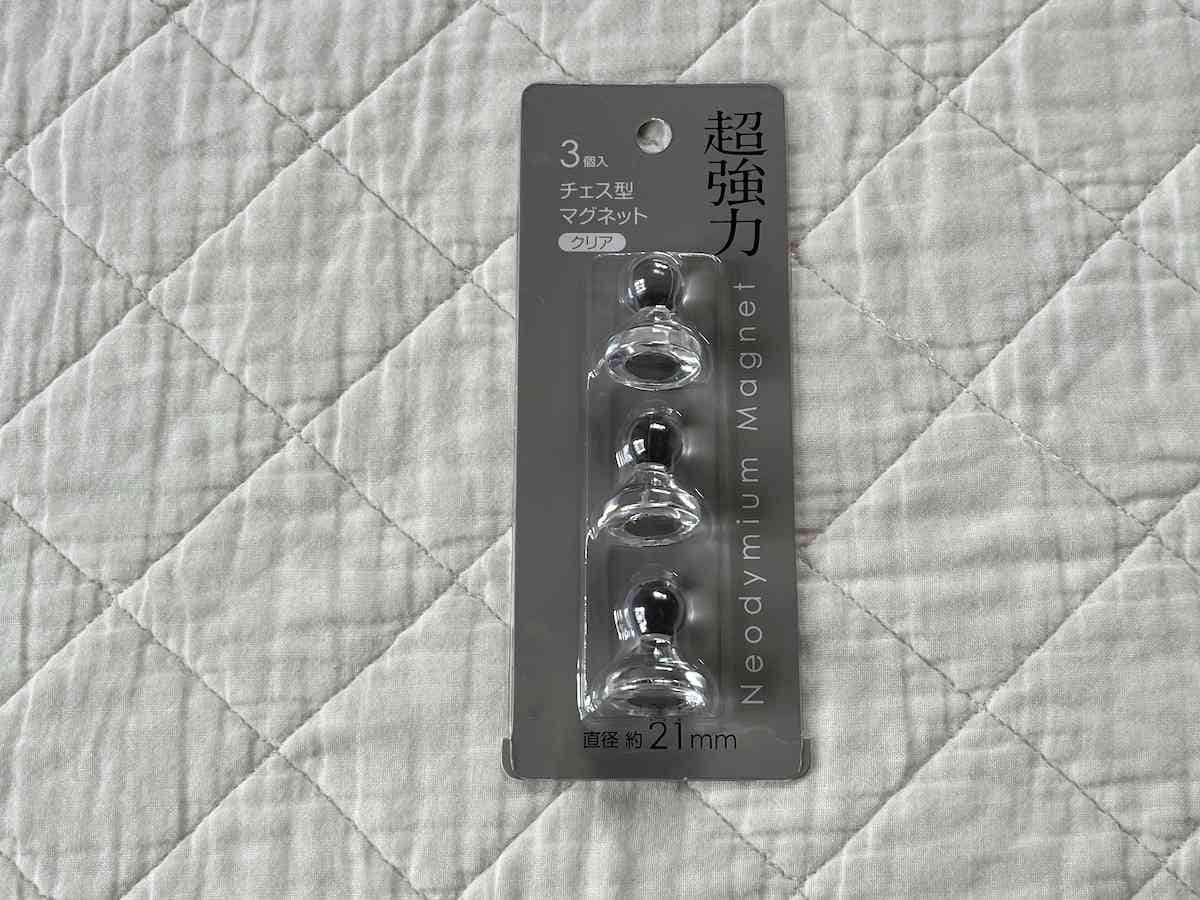 超強力
3個入
チェス型
マグネット
クリア
Neodymium Magnet
直径 約21mm